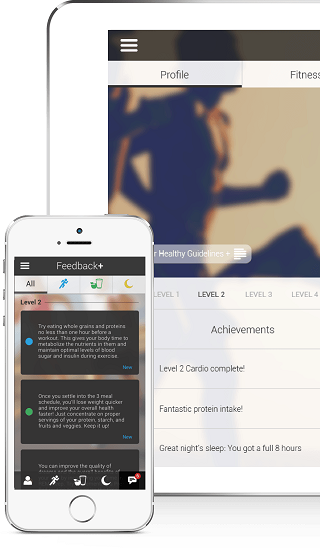 Profile
Fitness
r Healthy Guidelines +
LEVEL 1
LEVEL 2
LEVEL 3
LEVEL 4
Achievements
Level 2 Cardio complete!
Fantastic protein intake!
Great night's sleep: You got a full 8 hours
Feedback+
All
Level 2
Try eating whole grains and proteins
no less than one hour before a
workout. This gives your body time to
metabolize the nutrients in them and
maintain optimal levels of blood
sugar and insulin during exercise.
New
Once you settle into the 3 meal
schedule, you'll lose weight quicker
and improve your overall health
faster! Just concentrate on proper
servings of your protein, starch, and
fruits and veggies. Keep it up!
New
You can improve the quality of